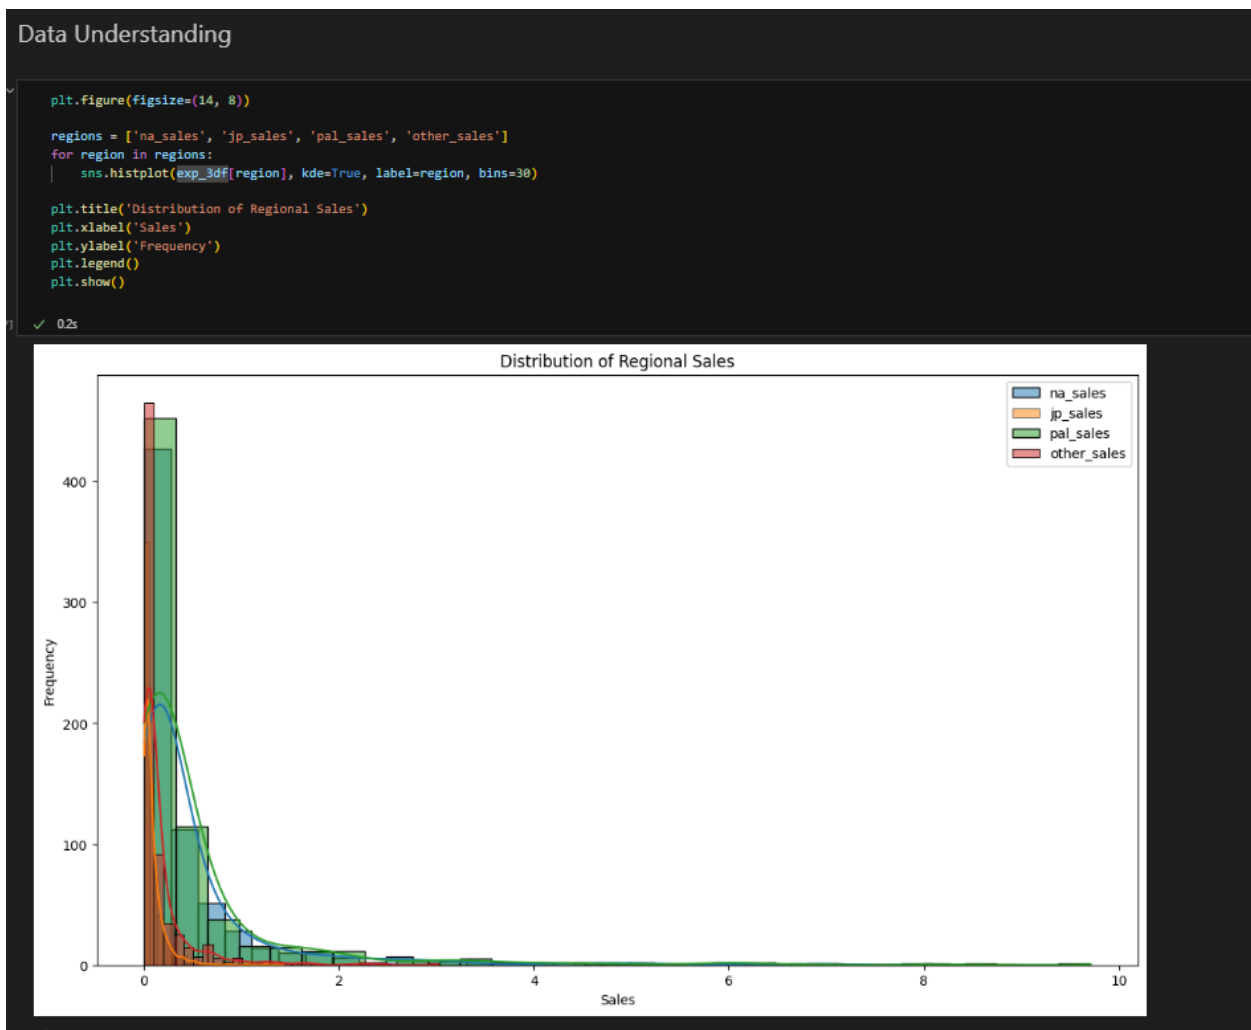 Data Understanding
plt.figure(figsize=(14, 8))
regions = ['na_sales', 'jp_sales', 'pal_sales', 'other_sales']
for region in regions:
sns.histplot(exp_3df[region], kde=True, label=region, bins=30)
plt.title('Distribution of Regional Sales')
plt.xlabel('Sales')
plt.ylabel('Frequency')
plt.legend()
plt.show()
0.2s
Distribution of Regional Sales
na_sales
jp_sales
pal_sales
other_sales
400
300
200
100
0
Frequency
0 2 4 6 8 10
Sales